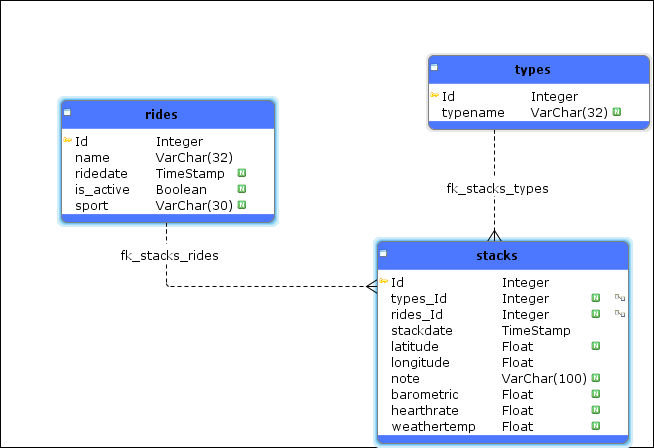 types
Id Integer
typename VarChar(32) N
rides
Id Integer
name VarChar(32)
ridedate TimeStamp N
is_active Boolean N
sport VarChar(30) N
fk_stacks_types
fk_stacks_rides
stacks
Id Integer
types_Id Integer N
rides_Id Integer N
stackdate TimeStamp
latitude Float N
longitude Float
note VarChar(100) N
barometric Float N
hearthrate Float N
weathertemp Float N